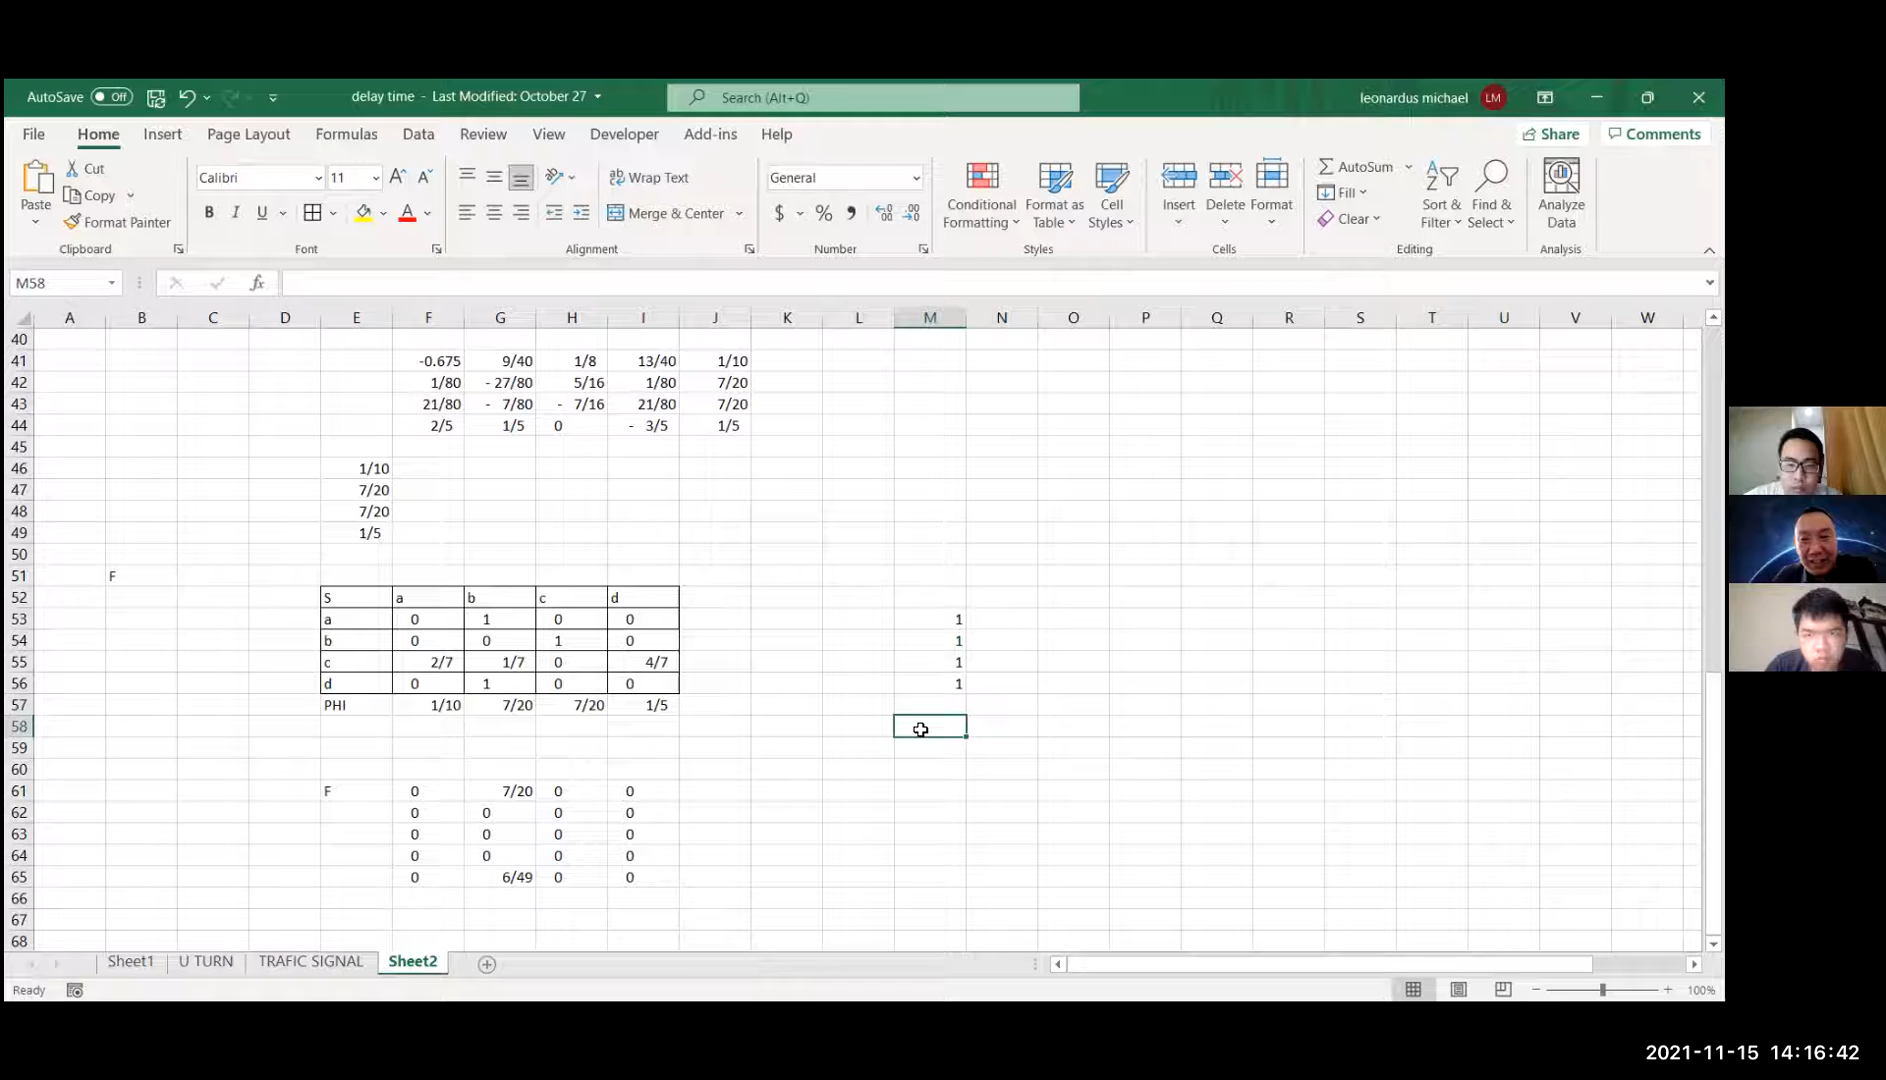 AutoSave Off delay time - Last Modified: October 27 Search (Alt+Q) leonardus michael LM
File Home Insert Page Layout Formulas Data Review View Developer Add-ins Help Share Comments
Paste Cut Copy Format Painter
Calibri 11 A A
B I U A
ab Wrap Text
Merge & Center
General
$ % 9 .00 .00
Conditional Formatting Format as Table Cell Styles
Insert Delete Format
AutoSum Fill Clear
Sort & Filter Find & Select Analyze Data
Clipboard Font Alignment Number Styles Cells Editing Analysis
M58 fx
A B C D E F G H I J K L M N O P Q R S T U V W
40
41 -0.675 9/40 1/8 13/40 1/10
42 1/80 - 27/80 5/16 1/80 7/20
43 21/80 - 7/80 - 7/16 21/80 7/20
44 2/5 1/5 0 - 3/5 1/5
45
46 1/10
47 7/20
48 7/20
49 1/5
50
51 F
52 S a b c d
53 a 0 1 0 0 1
54 b 0 0 1 0 1
55 c 2/7 1/7 0 4/7 1
56 d 0 1 0 0 1
57 PHI 1/10 7/20 7/20 1/5
58
59
60
61 F 0 7/20 0 0
62 0 0 0 0
63 0 0 0 0
64 0 0 0 0
65 0 6/49 0 0
66
67
68
Sheet1 U TURN TRAFIC SIGNAL Sheet2
Ready 100%
2021-11-15 14:16:42